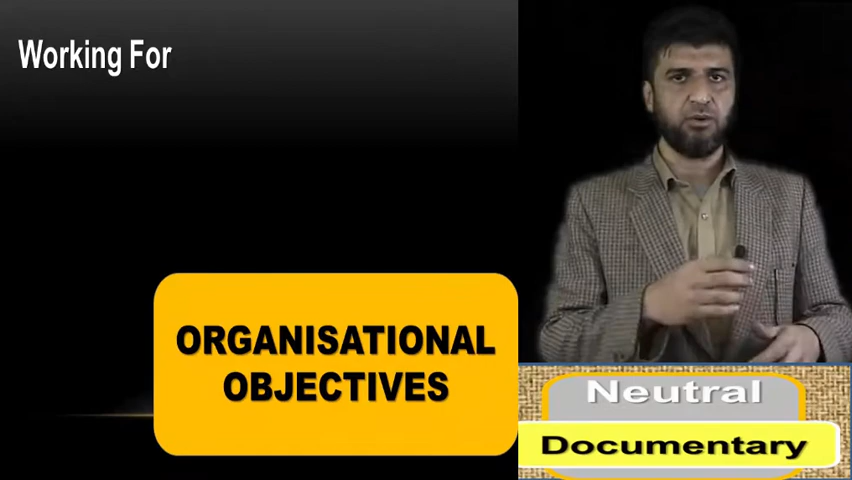 Working For
ORGANISATIONAL
OBJECTIVES
Neutral
Documentary